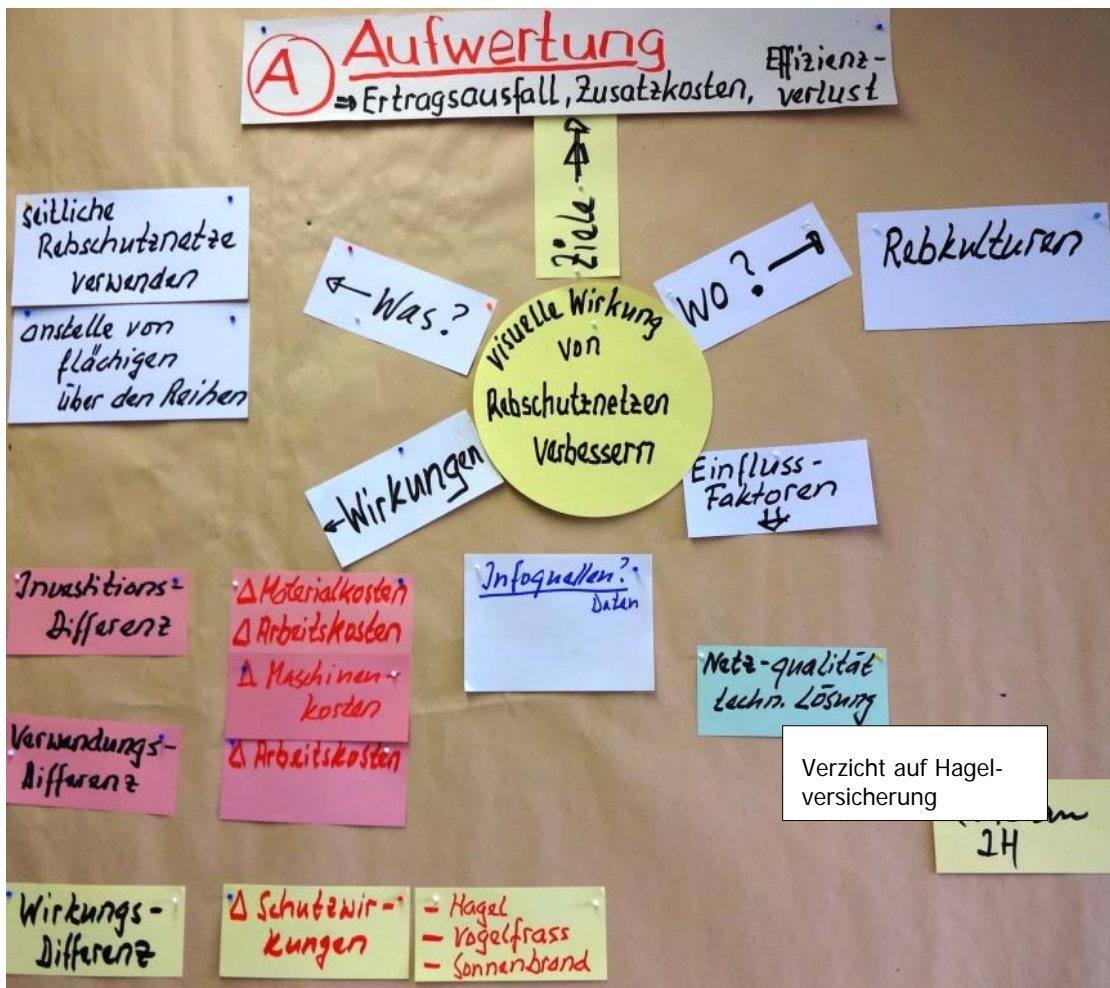 A Aufwertung
⇒ Ertragsausfall, Zusatzkosten, Effizienz-
verlust
Ziele →
seitliche
Rebschutznetze
verwenden
anstelle von
flächigen
über den Reihen
← Was?
WO? →
Rebkulturen
visuelle Wirkung
von
Rebschutznetzen
verbessern
← Wirkungen
Einfluss-
Faktoren
⇓
Investitions-
Differenz
Δ Materialkosten
Δ Arbeitskosten
Δ Maschinen-
kosten
Infoquellen?
Daten
Netz-qualität
techn. Lösung
Verwendungs-
Differenz
Δ Arbeitskosten
Verzicht auf Hagel-
versicherung
2H
Wirkungs-
Differenz
Δ Schutzwir-
kungen
- Hagel
- Vogelfrass
- Sonnenbrand